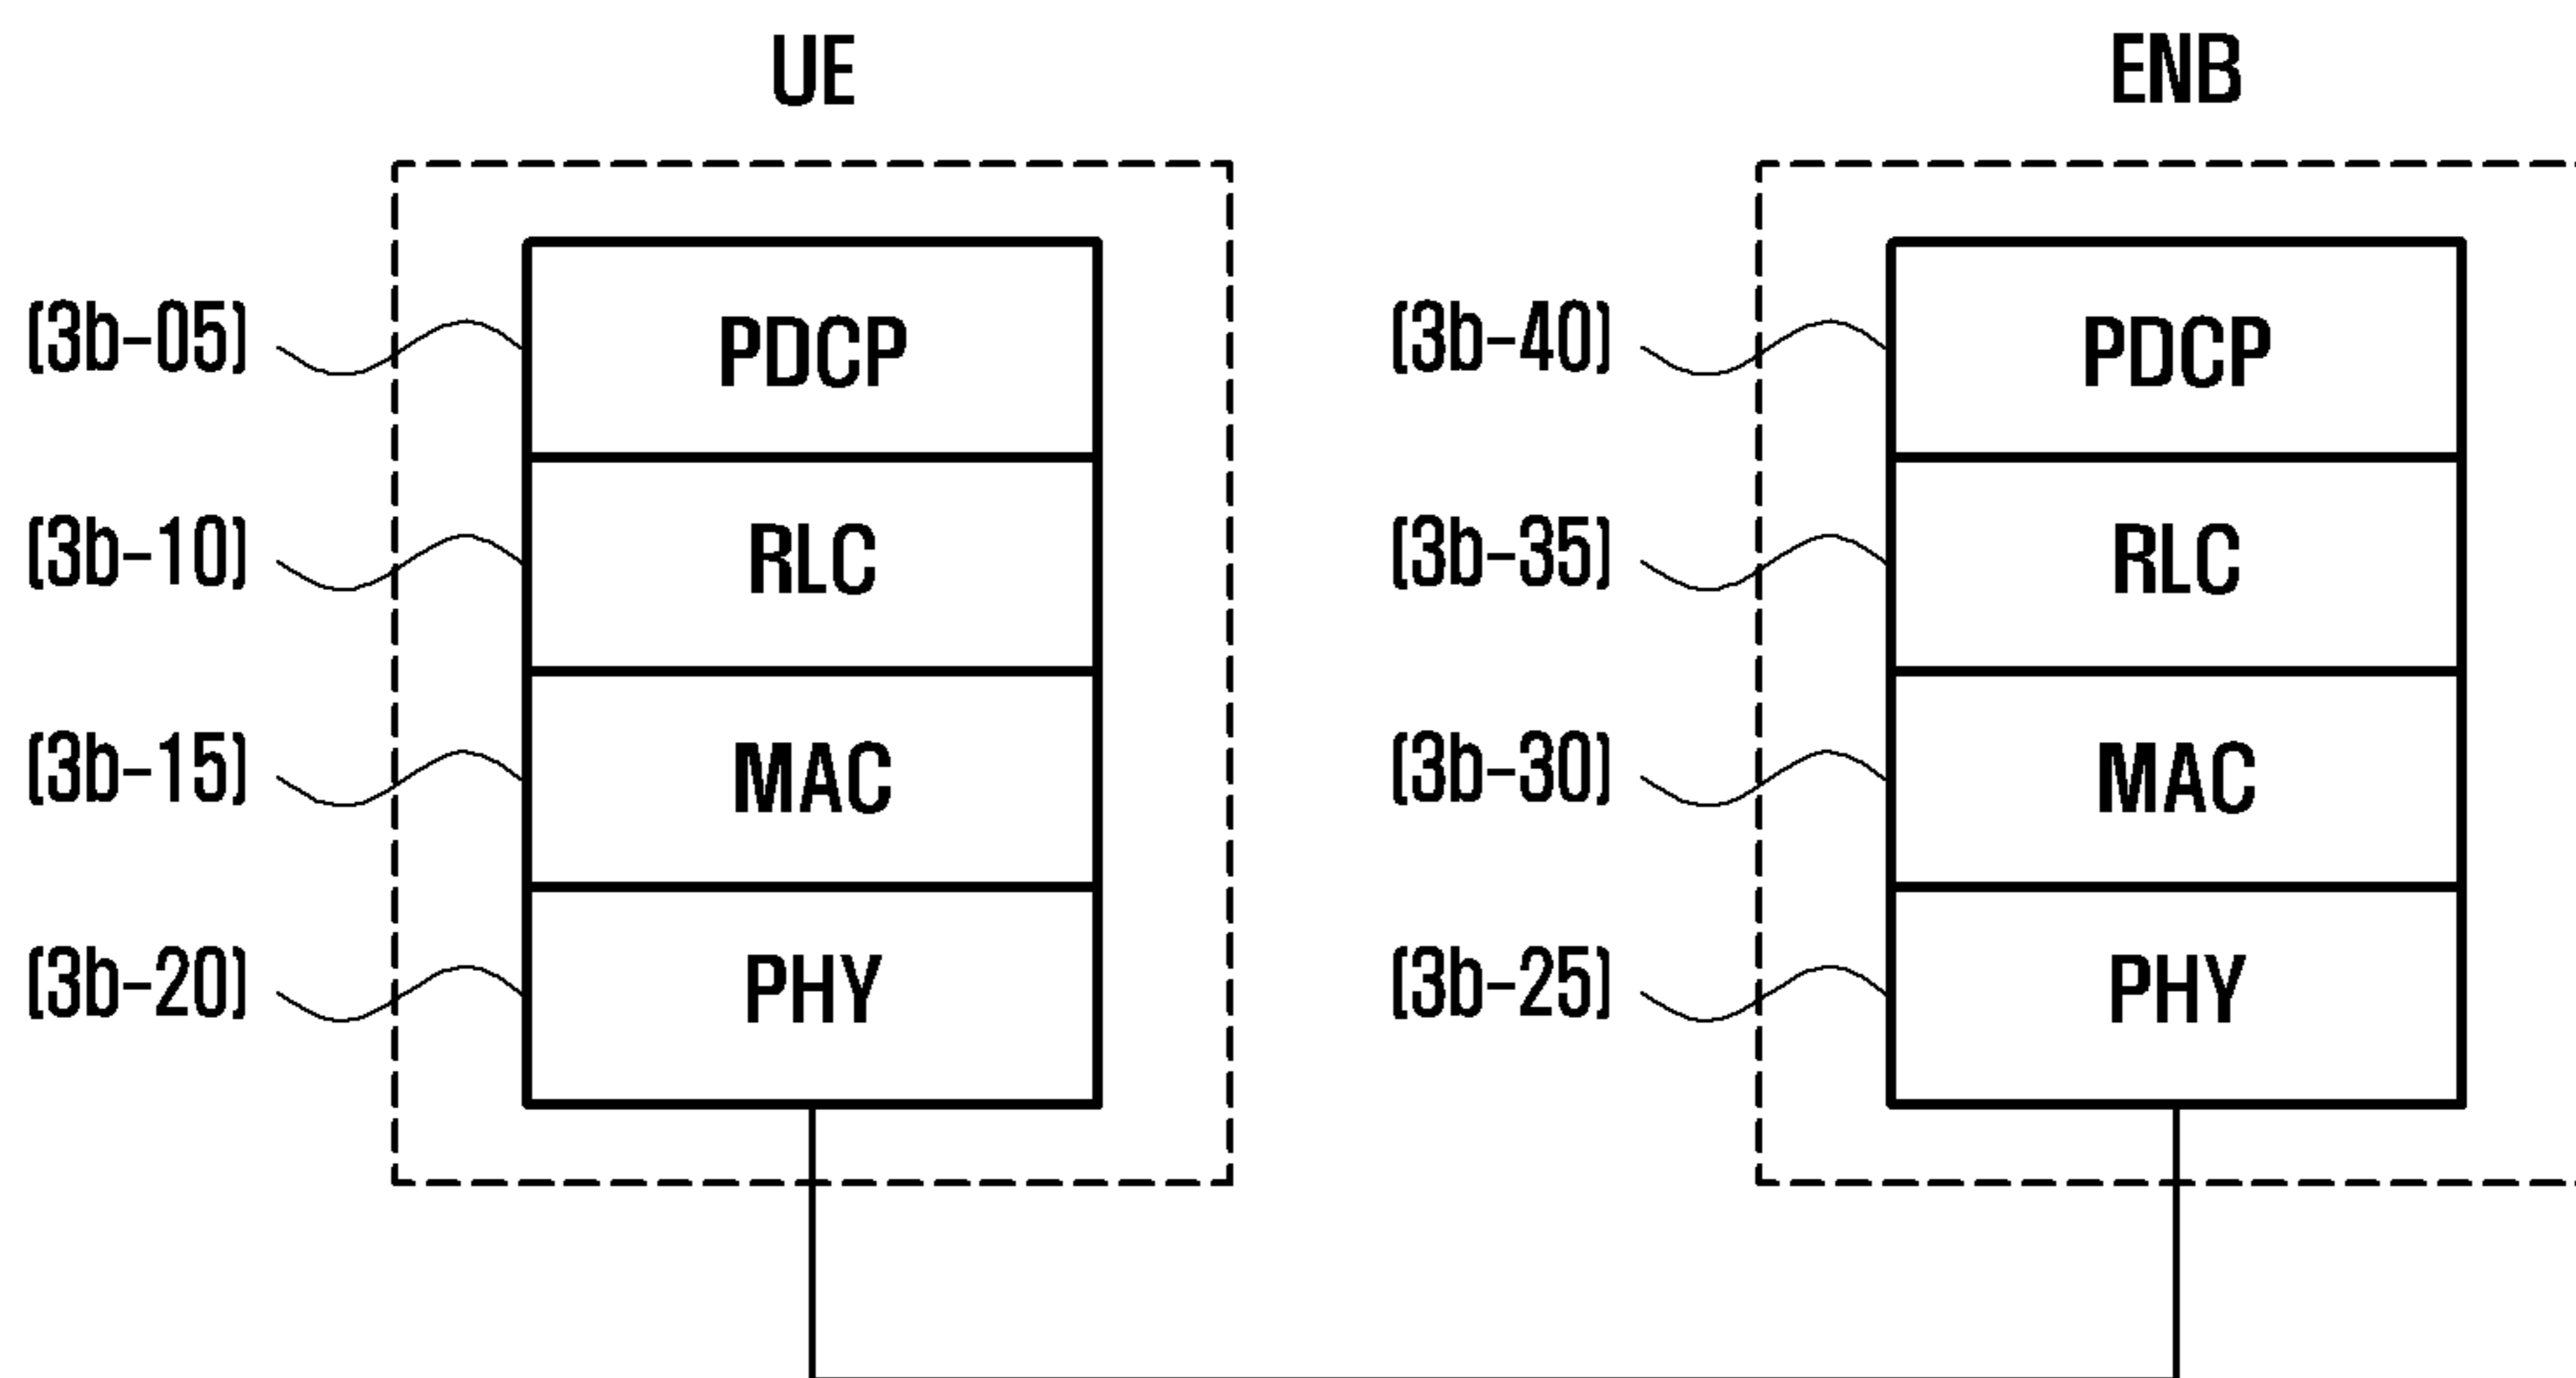 UE ENB
(3b-05) PDCP (3b-40) PDCP
(3b-10) RLC (3b-35) RLC
(3b-15) MAC (3b-30) MAC
(3b-20) PHY (3b-25) PHY